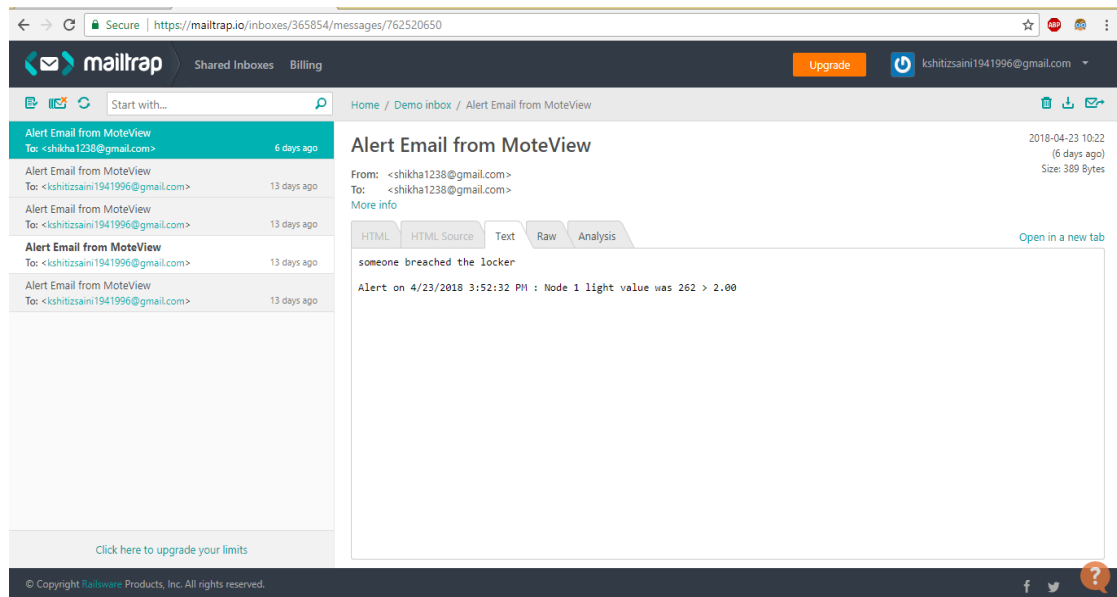 Secure | https://mailtrap.io/inboxes/365854/messages/762520650
ABP
mailtrap
Shared Inboxes Billing
Upgrade
kshitizsaini1941996@gmail.com
Start with...
Home / Demo inbox / Alert Email from MoteView
Alert Email from MoteView
To: <shikha1238@gmail.com> 6 days ago
Alert Email from MoteView
To: <kshitizsaini1941996@gmail.com> 13 days ago
Alert Email from MoteView
To: <kshitizsaini1941996@gmail.com> 13 days ago
Alert Email from MoteView
To: <kshitizsaini1941996@gmail.com> 13 days ago
Alert Email from MoteView
To: <kshitizsaini1941996@gmail.com> 13 days ago
Click here to upgrade your limits
Alert Email from MoteView
2018-04-23 10:22
(6 days ago)
Size: 389 Bytes
From: <shikha1238@gmail.com>
To: <shikha1238@gmail.com>
More info
HTML HTML Source Text Raw Analysis
Open in a new tab
someone breached the locker
Alert on 4/23/2018 3:52:32 PM : Node 1 light value was 262 > 2.00
© Copyright Railsware Products, Inc. All rights reserved.
?